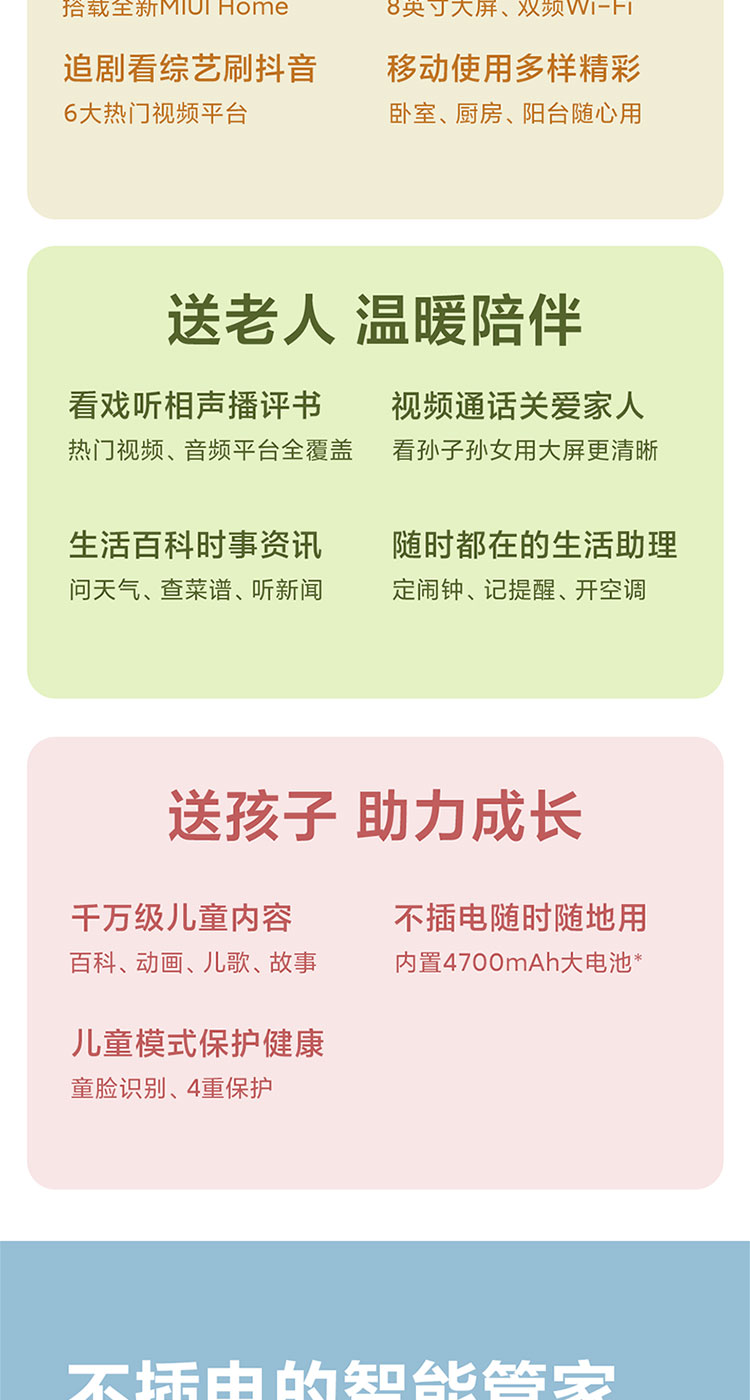 搭载全新MIUI Home
8英寸大屏、双频Wi-Fi
追剧看综艺刷抖音
移动使用多样精彩
6大热门视频平台
卧室、厨房、阳台随心用
送老人 温暖陪伴
看戏听相声播评书
视频通话关爱家人
热门视频、音频平台全覆盖
看孙子孙女用大屏更清晰
生活百科时事资讯
随时都在的生活助理
问天气、查菜谱、听新闻
定闹钟、记提醒、开空调
送孩子 助力成长
千万级儿童内容
不插电随时随地用
百科、动画、儿歌、故事
内置4700mAh大电池*
儿童模式保护健康
童脸识别、4重保护
不插电的智能管家